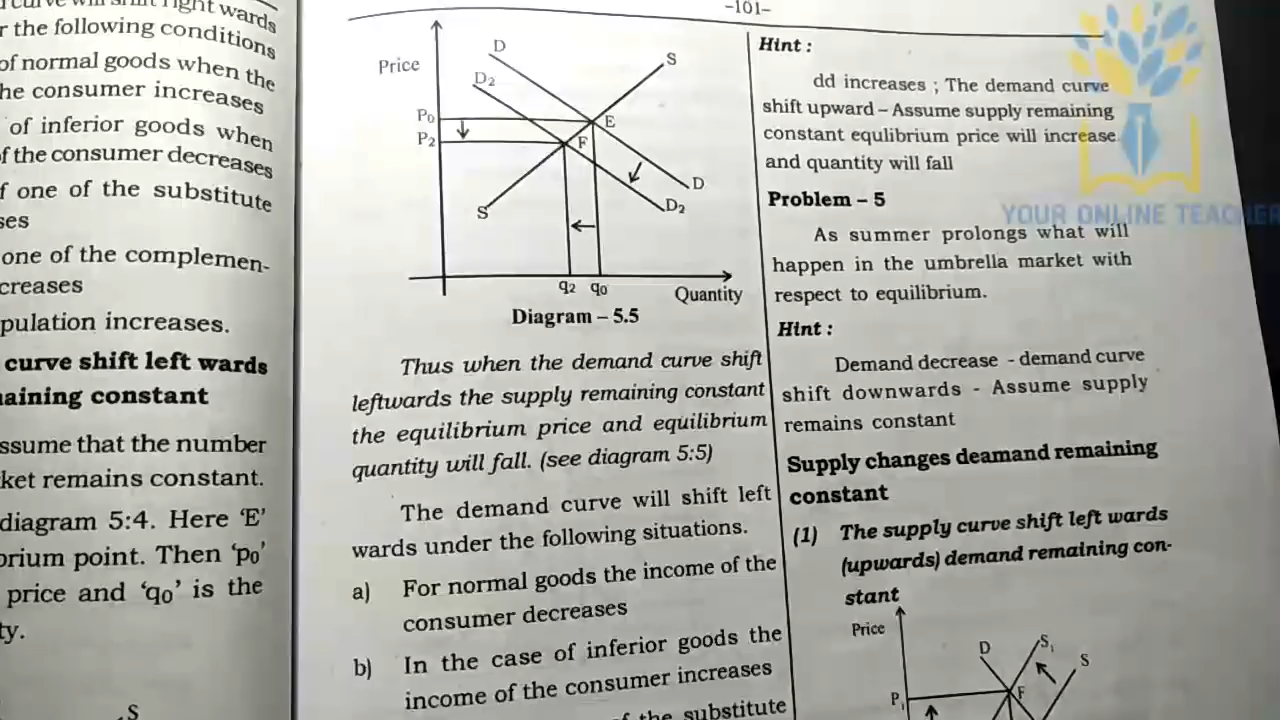 curve will shift right wards
r the following conditions
of normal goods when the
he consumer increases
of inferior goods when
of the consumer decreases
f one of the substitute
ses
one of the complemen-
creases
pulation increases.
curve shift left wards
aining constant
ssume that the number
ket remains constant.
diagram 5:4. Here 'E'
brium point. Then 'p0'
price and 'q0' is the
ty.
S
-101-
Price
D
D2
S
P0
E
P2
F
D
D2
S
q2 q0
Quantity
Diagram – 5.5
Thus when the demand curve shift
leftwards the supply remaining constant
the equilibrium price and equilibrium
quantity will fall. (see diagram 5:5)
The demand curve will shift left
wards under the following situations.
a) For normal goods the income of the
consumer decreases
b) In the case of inferior goods the
income of the consumer increases
of the substitute
Hint :
dd increases ; The demand curve
shift upward – Assume supply remaining
constant equlibrium price will increase
and quantity will fall
Problem – 5
As summer prolongs what will
happen in the umbrella market with
respect to equilibrium.
Hint :
Demand decrease - demand curve
shift downwards - Assume supply
remains constant
Supply changes deamand remaining
constant
(1) The supply curve shift left wards
(upwards) demand remaining con-
stant
Price
D
S1
S
P1
F
YOUR ONLINE TEACHER